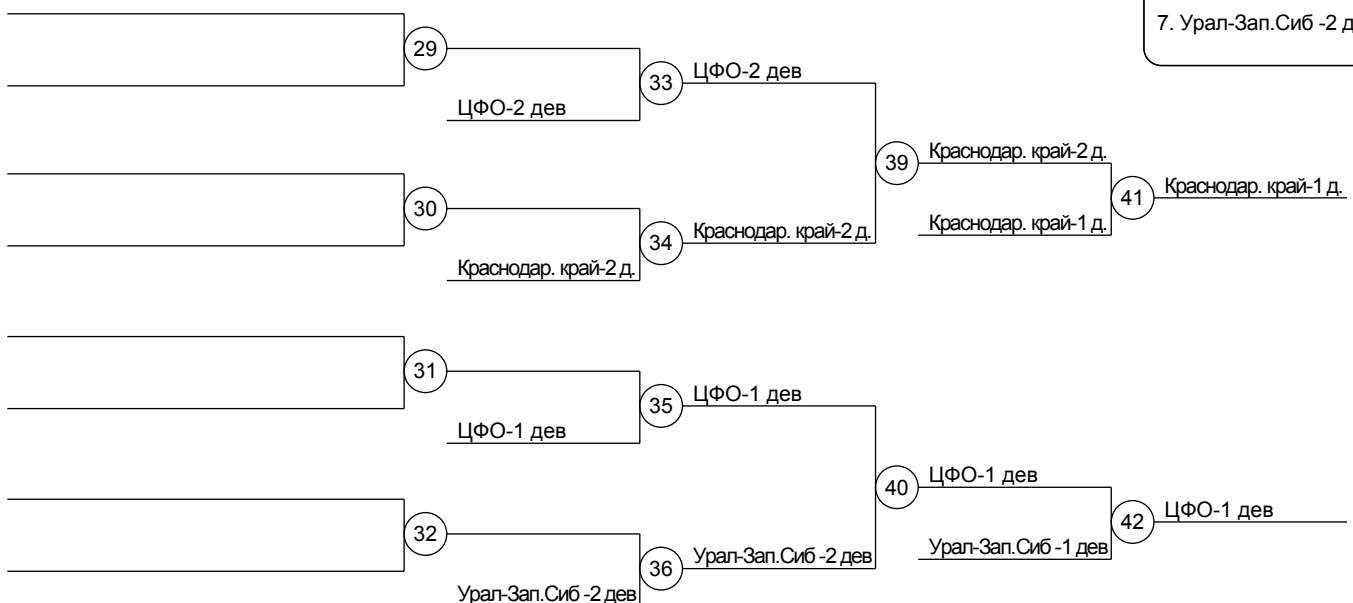 7. Урал-Зап.Сиб -2 д
29
33
ЦФО-2 дев
ЦФО-2 дев
39
Краснодар. край-2 д.
41
Краснодар. край-1 д.
30
34
Краснодар. край-2 д.
Краснодар. край-1 д.
Краснодар. край-2 д.
31
35
ЦФО-1 дев
ЦФО-1 дев
40
ЦФО-1 дев
42
ЦФО-1 дев
32
36
Урал-Зап.Сиб -2 дев
Урал-Зап.Сиб -1 дев
Урал-Зап.Сиб -2 дев